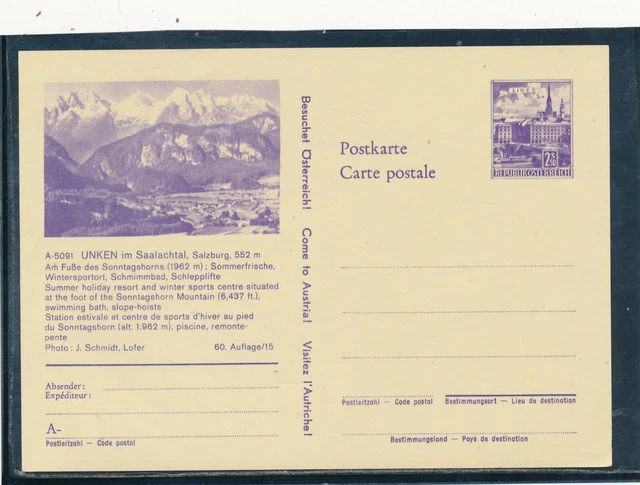 A-5091 UNKEN im Saalachtal, Salzburg, 552 m
Am Fuße des Sonntagshorns (1962 m); Sommerfrische,
Wintersportort, Schmimmbad, Schlepplifte
Summer holiday resort and winter sports centre situated
at the foot of the Sonntagshorn Mountain (6,437 ft.),
swimming bath, slope-hoists
Station estivale et centre de sports d'hiver au pied
du Sonntagshorn (alt. 1.962 m), piscine, remonte-
pente
Photo: J. Schmidt, Lofer 60. Auflage/15
Absender:
Expéditeur:
A-
Postleitzahl — Code postal
Besuchet Österreich! Come to Austria! Visitez l'Autriche!
Postkarte
Carte postale
LINZ
2S50
REPUBLIK ÖSTERREICH
Postleitzahl — Code postal Bestimmungsort — Lieu de destination
Bestimmungsland — Pays de destination